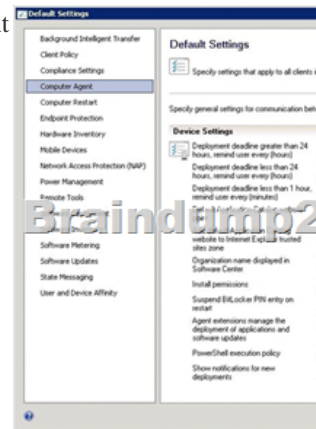 nt
Default Settings
Background Intelligent Transfer
Client Policy
Compliance Settings
Computer Agent
Computer Restart
Endpoint Protection
Hardware Inventory
Mobile Devices
Network Access Protection (NAP)
Power Management
Remote Tools
Software Metering
Software Updates
State Messaging
User and Device Affinity
Default Settings
Specify settings that apply to all clients i
Specify general settings for communication bet
Device Settings
Deployment deadline greater than 24
hours, remind user every (hours)
Deployment deadline less than 24
hours, remind user every (hours)
Deployment deadline less than 1 hour,
remind user every (minutes)
Braindump2
website to Internet Explorer trusted
sites zone
Organization name displayed in
Software Center
Install permissions
Suspend BitLocker PIN entry on
restart
Agent extensions manage the
deployment of applications and
software updates
PowerShell execution policy
Show notifications for new
deployments